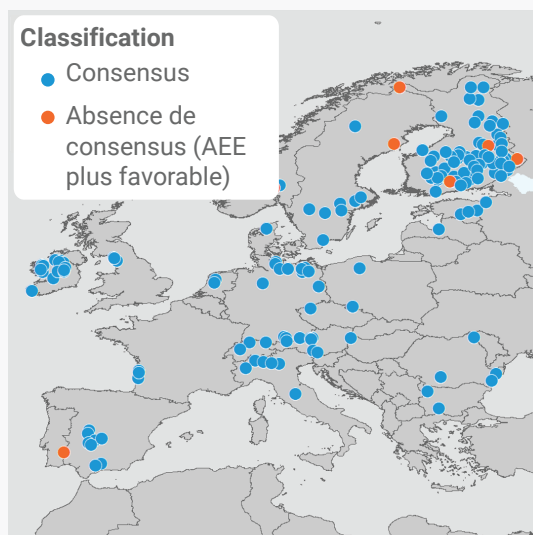 Classification
Consensus
Absence de
consensus (AEE
plus favorable)